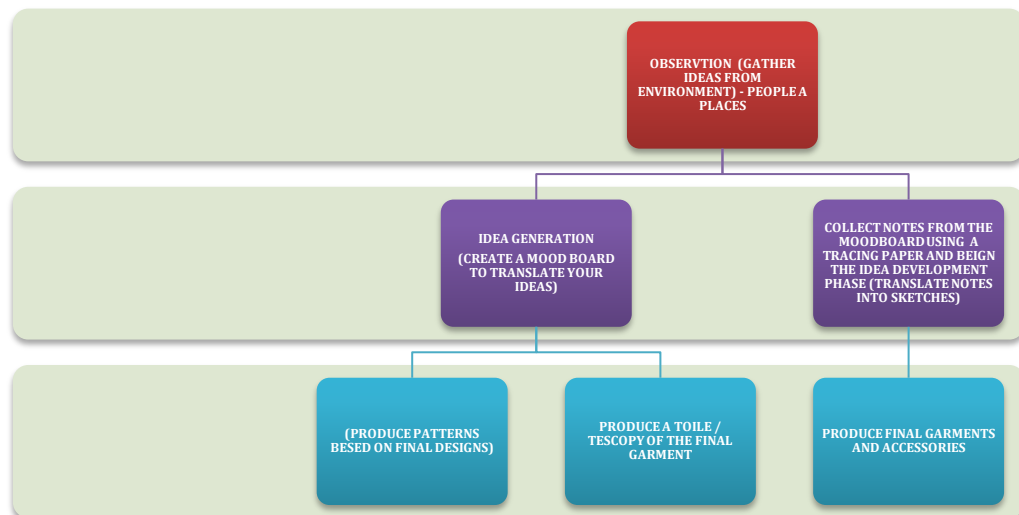 OBSERVTION (GATHER
IDEAS FROM
ENVIRONMENT) - PEOPLE A
PLACES
IDEA GENERATION
(CREATE A MOOD BOARD
TO TRANSLATE YOUR
IDEAS)
COLLECT NOTES FROM THE
MOODBOARD USING A
TRACING PAPER AND BEIGN
THE IDEA DEVELOPMENT
PHASE (TRANSLATE NOTES
INTO SKETCHES)
(PRODUCE PATTERNS
BESED ON FINAL DESIGNS)
PRODUCE A TOILE /
TESCOPY OF THE FINAL
GARMENT
PRODUCE FINAL GARMENTS
AND ACCESSORIES